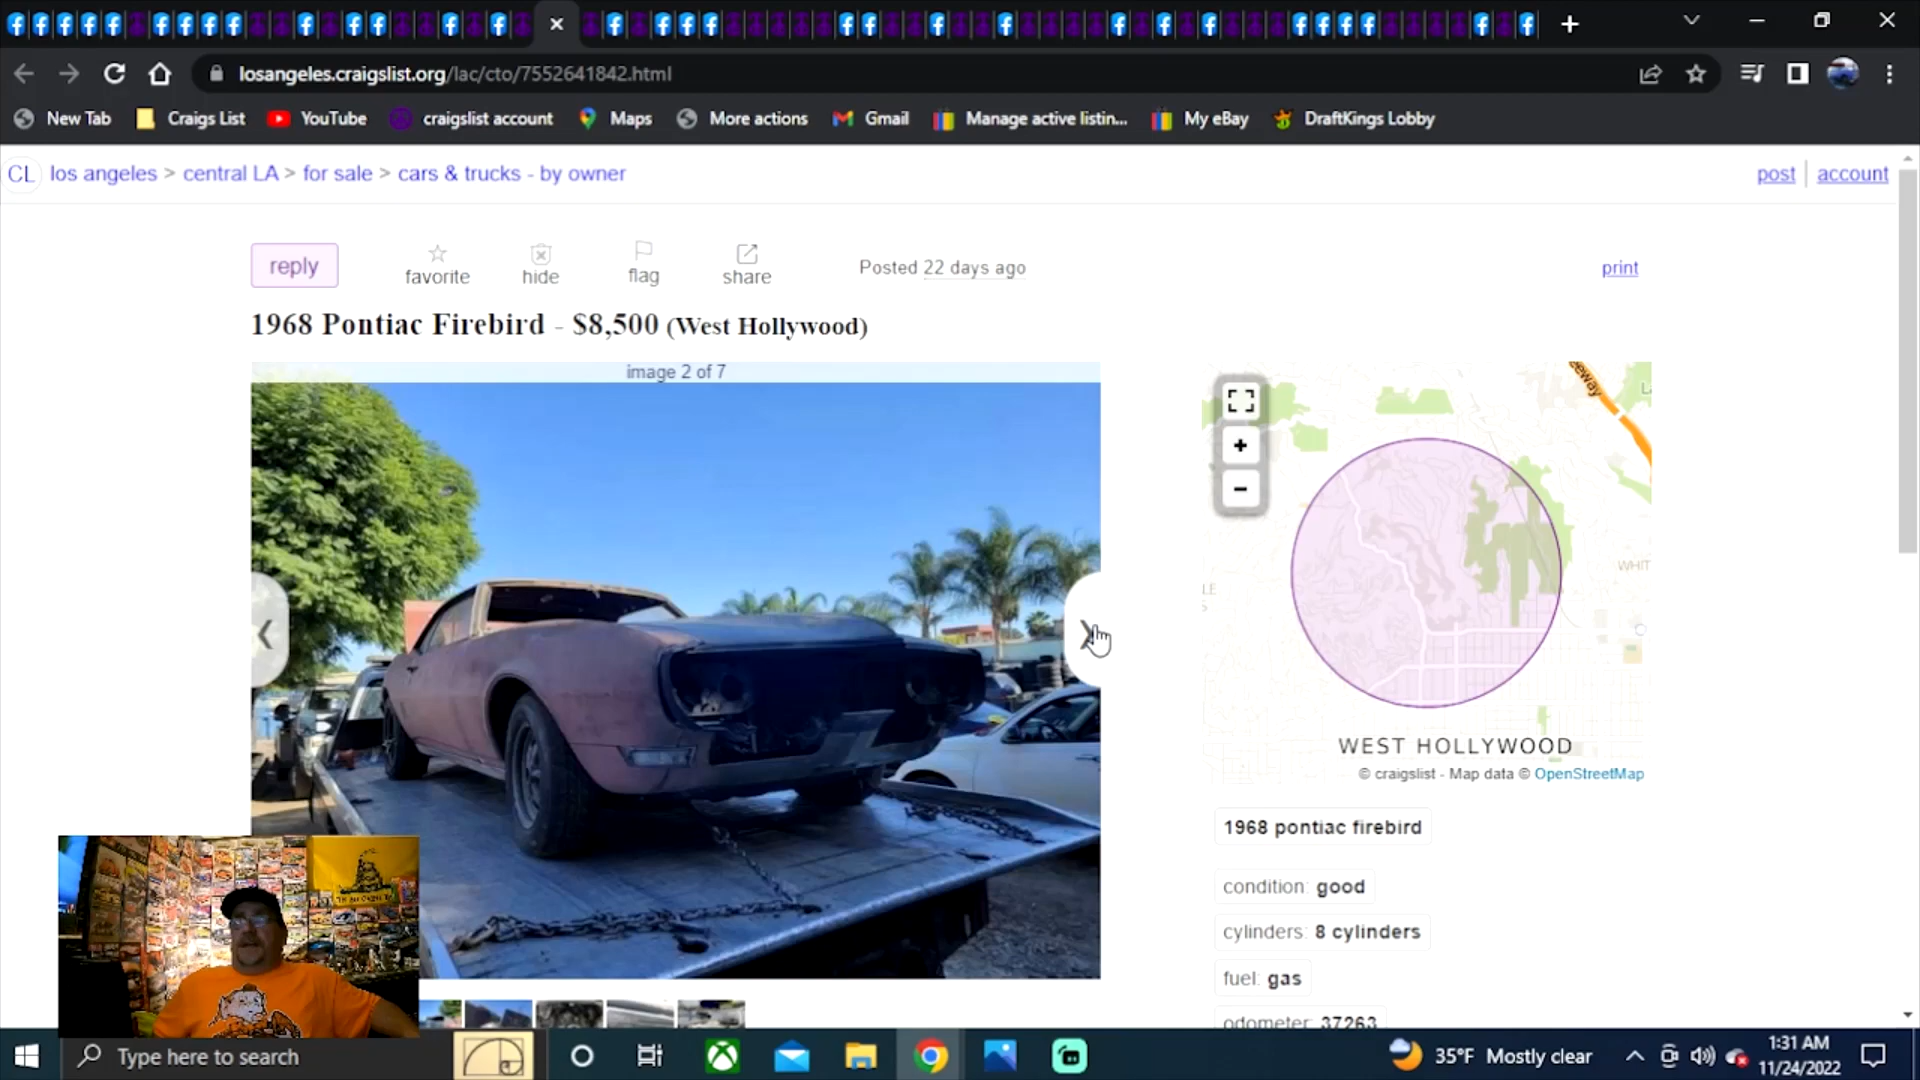 losangeles.craigslist.org/lac/cto/7552641842.html
New Tab Craigs List YouTube craigslist account Maps More actions Gmail Manage active listin... My eBay DraftKings Lobby
CL los angeles > central LA > for sale > cars & trucks - by owner
post account
reply favorite hide flag share Posted 22 days ago print
1968 Pontiac Firebird - $8,500 (West Hollywood)
image 2 of 7
WEST HOLLYWOOD
© craigslist - Map data © OpenStreetMap
1968 pontiac firebird
condition: good
cylinders: 8 cylinders
fuel: gas
odometer: 37263
Type here to search
35°F Mostly clear
1:31 AM
11/24/2022